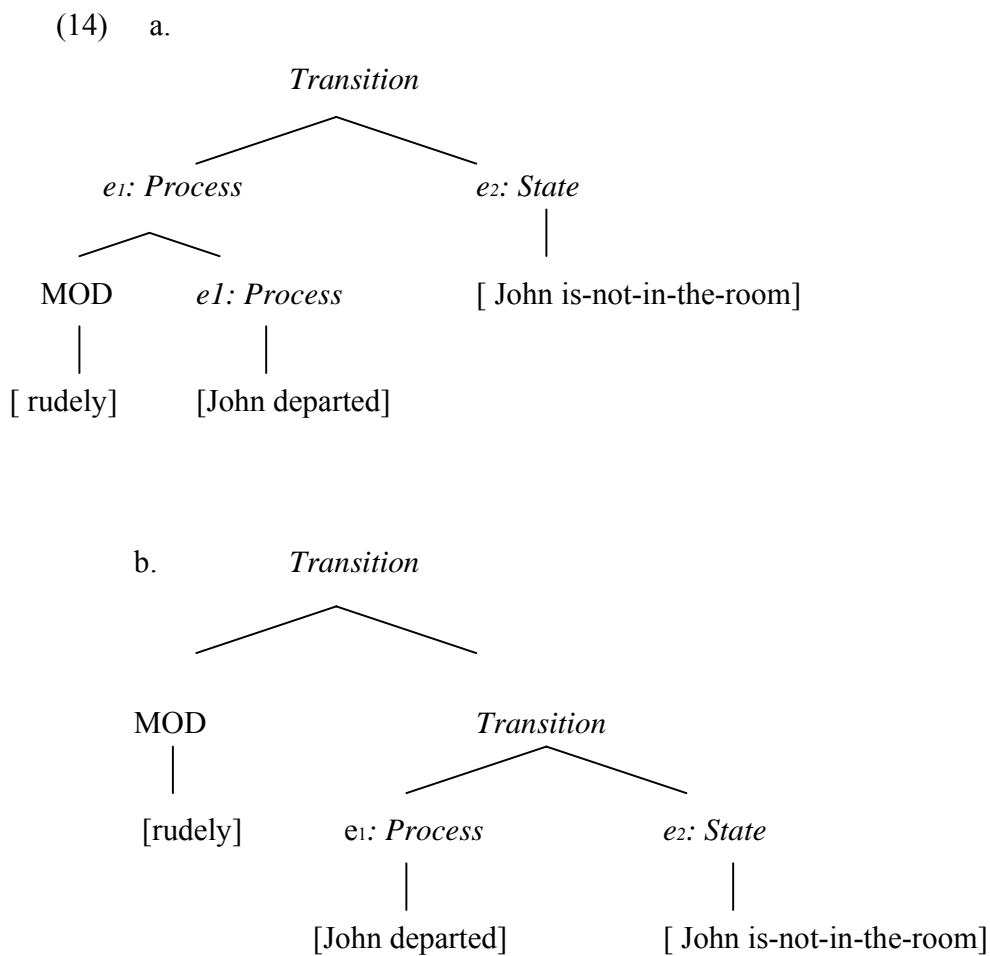 (14) a.
Transition
e1: Process e2: State
MOD e1: Process [ John is-not-in-the-room]
[ rudely] [John departed]
b. Transition
MOD Transition
[rudely] e1: Process e2: State
[John departed] [ John is-not-in-the-room]